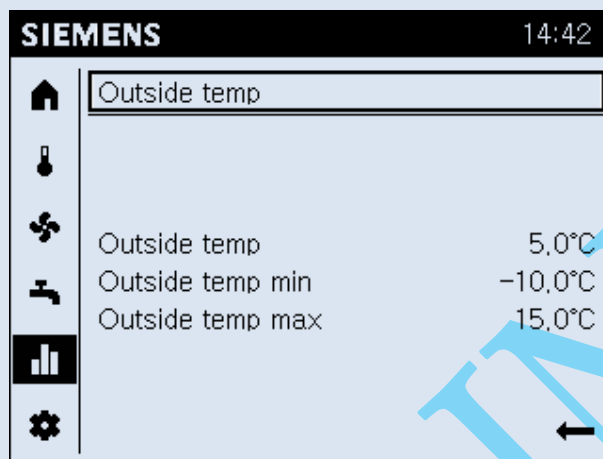 SIEMENS 14:42
Outside temp
Outside temp 5,0°C
Outside temp min -10,0°C
Outside temp max 15,0°C